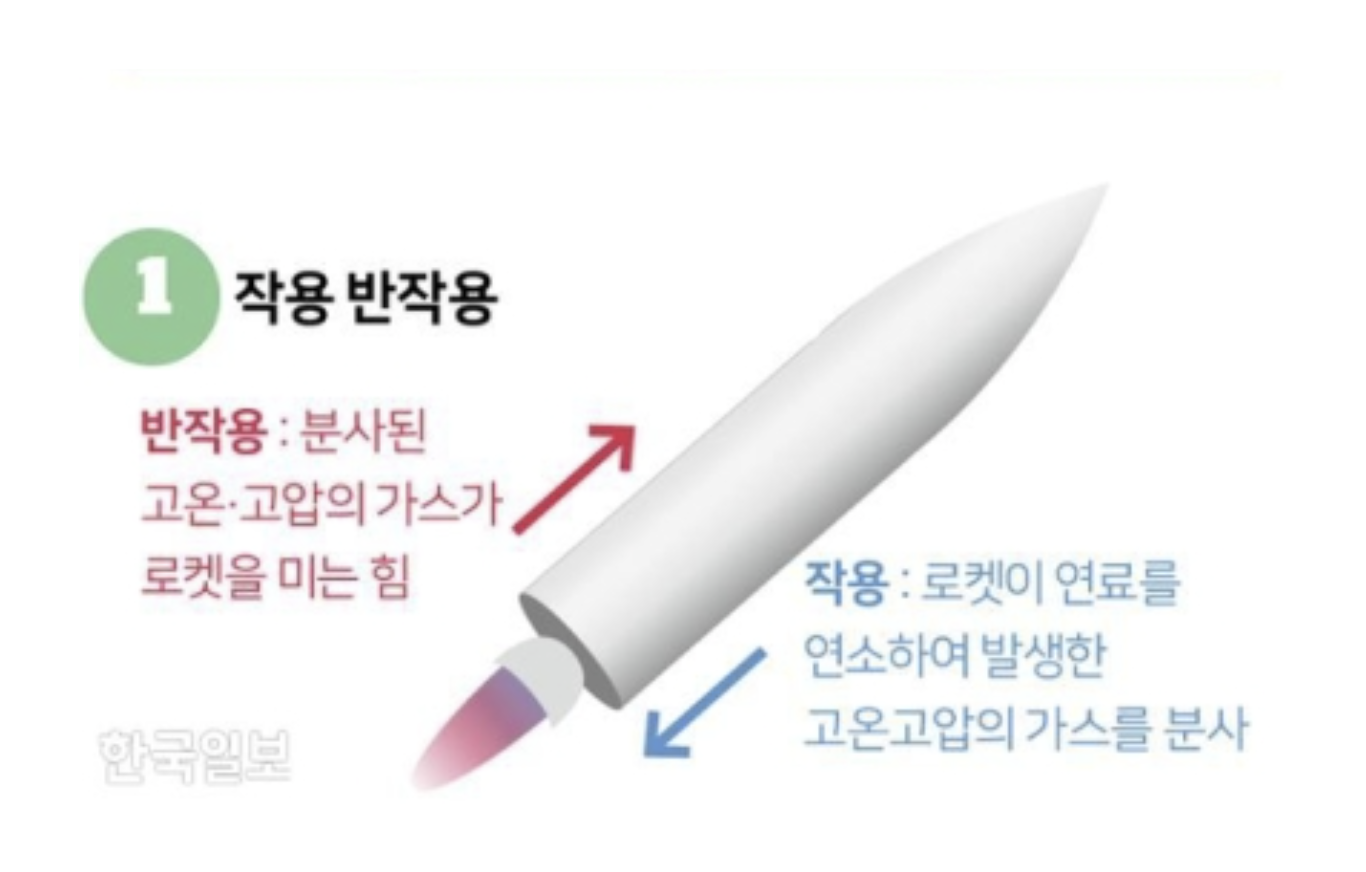 1 작용 반작용
반작용 : 분사된
고온·고압의 가스가
로켓을 미는 힘
작용 : 로켓이 연료를
연소하여 발생한
고온고압의 가스를 분사
한국일보